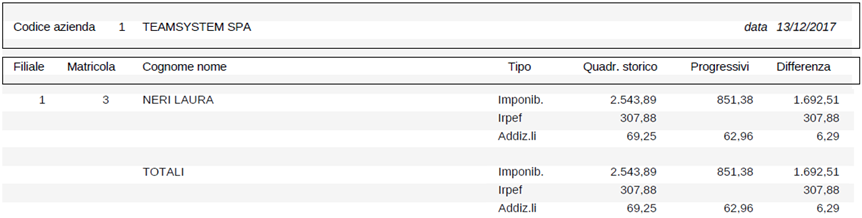 Codice azienda 1 TEAMSYSTEM SPA data 13/12/2017
Filiale Matricola Cognome nome Tipo Quadr. storico Progressivi Differenza
1 3 NERI LAURA Imponib. 2.543,89 851,38 1.692,51
Irpef 307,88 307,88
Addiz.li 69,25 62,96 6,29
TOTALI Imponib. 2.543,89 851,38 1.692,51
Irpef 307,88 307,88
Addiz.li 69,25 62,96 6,29